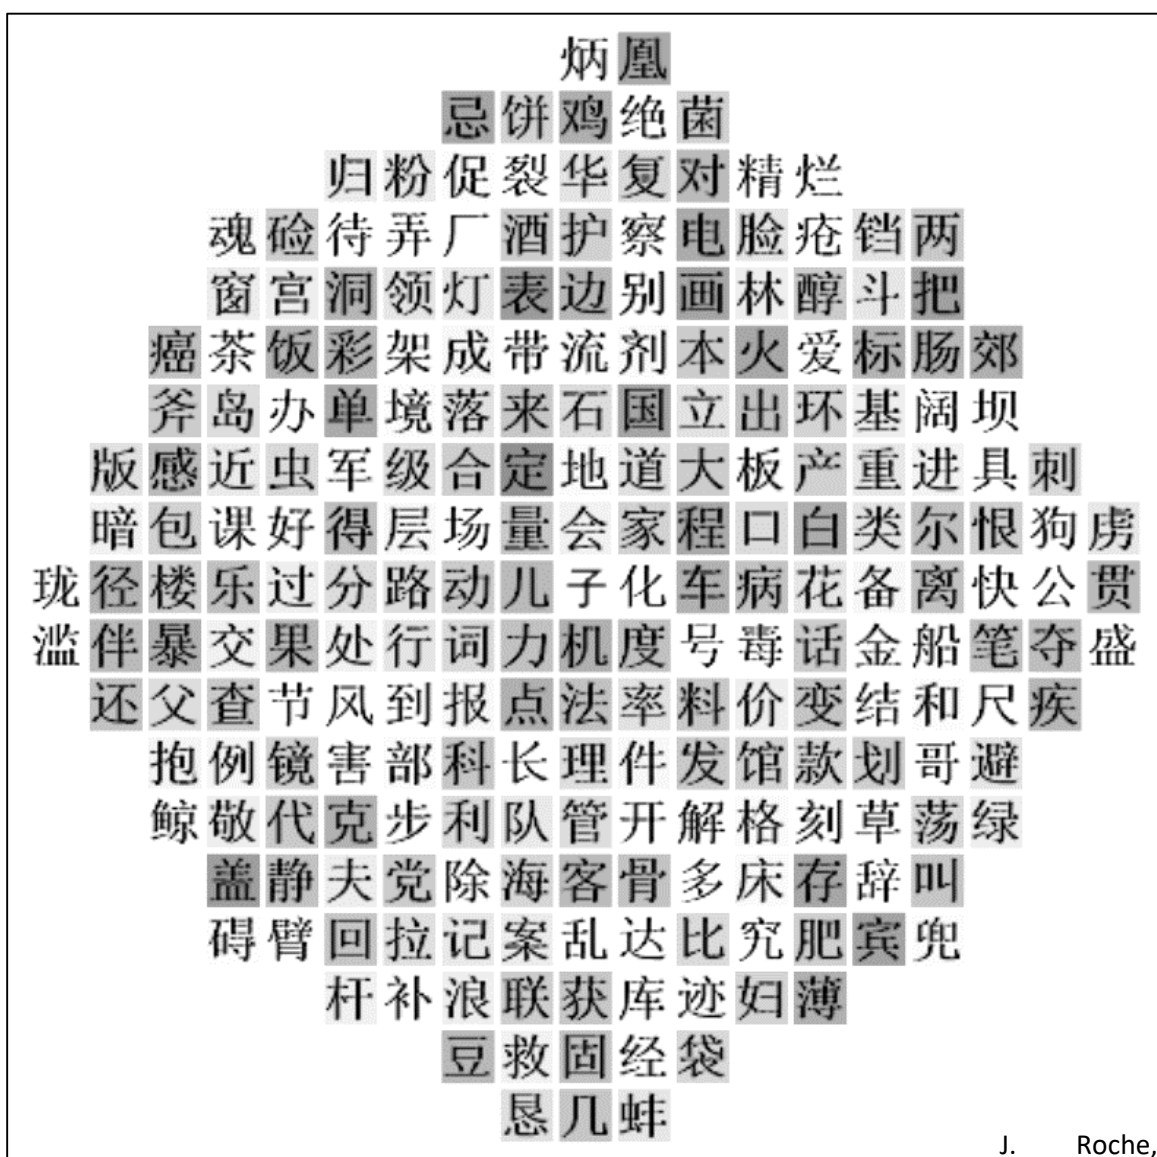 炳凰
忌饼鸡绝菌
归粉促裂华复对精烂
魂硷待弄厂酒护察电脸疮铛两
窗宫洞领灯表边别画林醇斗把
癌茶饭彩架成带流剂本火爱标肠郊
斧岛办单境落来石国立出环基阔坝
版感近虫军级合定地道大板产重进具刺
暗包课好得层场量会家程口白类尔恨狗虏
珑径楼乐过分路动儿子化车病花备离快公贯
滥伴暴交果处行词力机度号毒话金船笔夺盛
还父查节风到报点法率料价变结和尺疾
抱例镜害部科长理件发馆款划哥避
鲸敬代克步利队管开解格刻草荡绿
盖静夫党除海客骨多床存辞叫
碍臂回拉记案乱达比究肥宾兜
杆补浪联获库迹妇薄
豆救固经袋
恳几蚌
J. Roche,